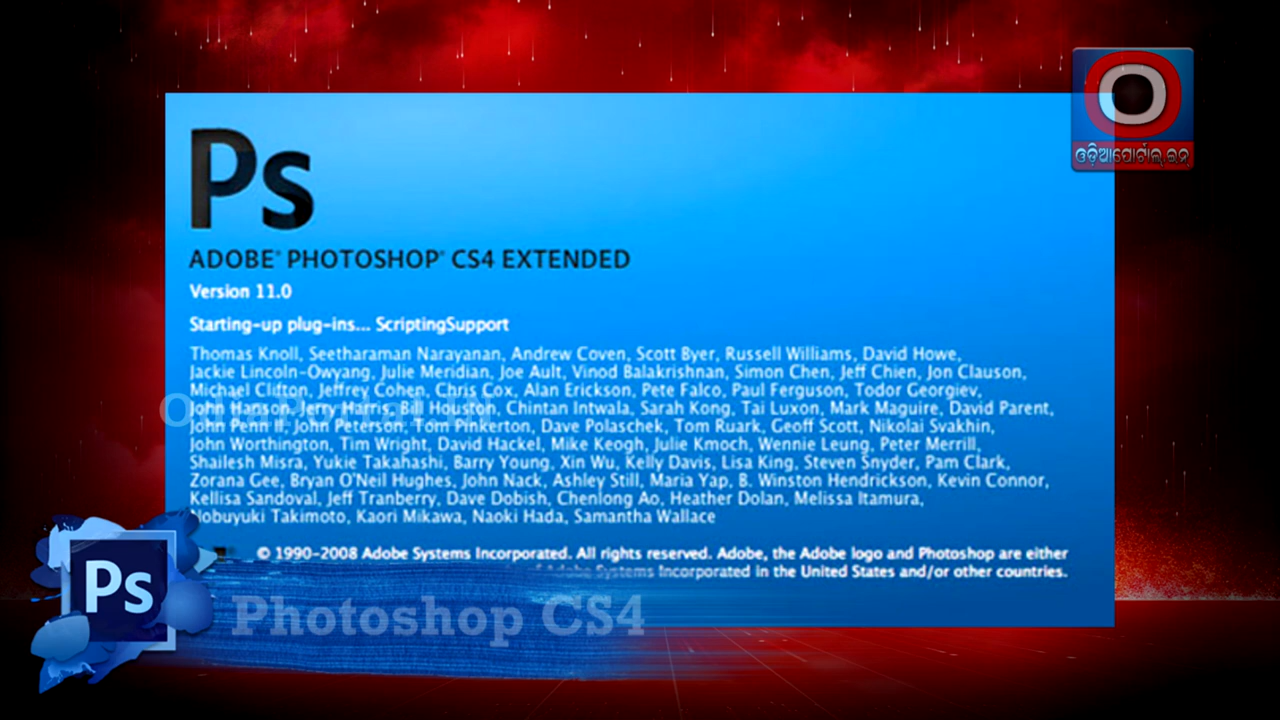 ଓଡ଼ିଆପୋର୍ଟାଲ୍.ଇନ୍
Ps
ADOBE® PHOTOSHOP® CS4 EXTENDED
Version 11.0
Starting-up plug-ins... ScriptingSupport
Thomas Knoll, Seetharaman Narayanan, Andrew Coven, Scott Byer, Russell Williams, David Howe,
Jackie Lincoln-Owyang, Julie Meridian, Joe Ault, Vinod Balakrishnan, Simon Chen, Jeff Chien, Jon Clauson,
Michael Clifton, Jeffrey Cohen, Chris Cox, Alan Erickson, Pete Falco, Paul Ferguson, Todor Georgiev,
John Hanson, Jerry Harris, Bill Houston, Chintan Intwala, Sarah Kong, Tai Luxon, Mark Maguire, David Parent,
John Penn II, John Peterson, Tom Pinkerton, Dave Polaschek, Tom Ruark, Geoff Scott, Nikolai Svakhin,
John Worthington, Tim Wright, David Hackel, Mike Keogh, Julie Kmoch, Wennie Leung, Peter Merrill,
Shailesh Misra, Yukie Takahashi, Barry Young, Xin Wu, Kelly Davis, Lisa King, Steven Snyder, Pam Clark,
Zorana Gee, Bryan O'Neil Hughes, John Nack, Ashley Still, Maria Yap, B. Winston Hendrickson, Kevin Connor,
Kellisa Sandoval, Jeff Tranberry, Dave Dobish, Chenlong Ao, Heather Dolan, Melissa Itamura,
Nobuyuki Takimoto, Kaori Mikawa, Naoki Hada, Samantha Wallace
© 1990-2008 Adobe Systems Incorporated. All rights reserved. Adobe, the Adobe logo and Photoshop are either
of Adobe Systems Incorporated in the United States and/or other countries.
Ps
Photoshop CS4